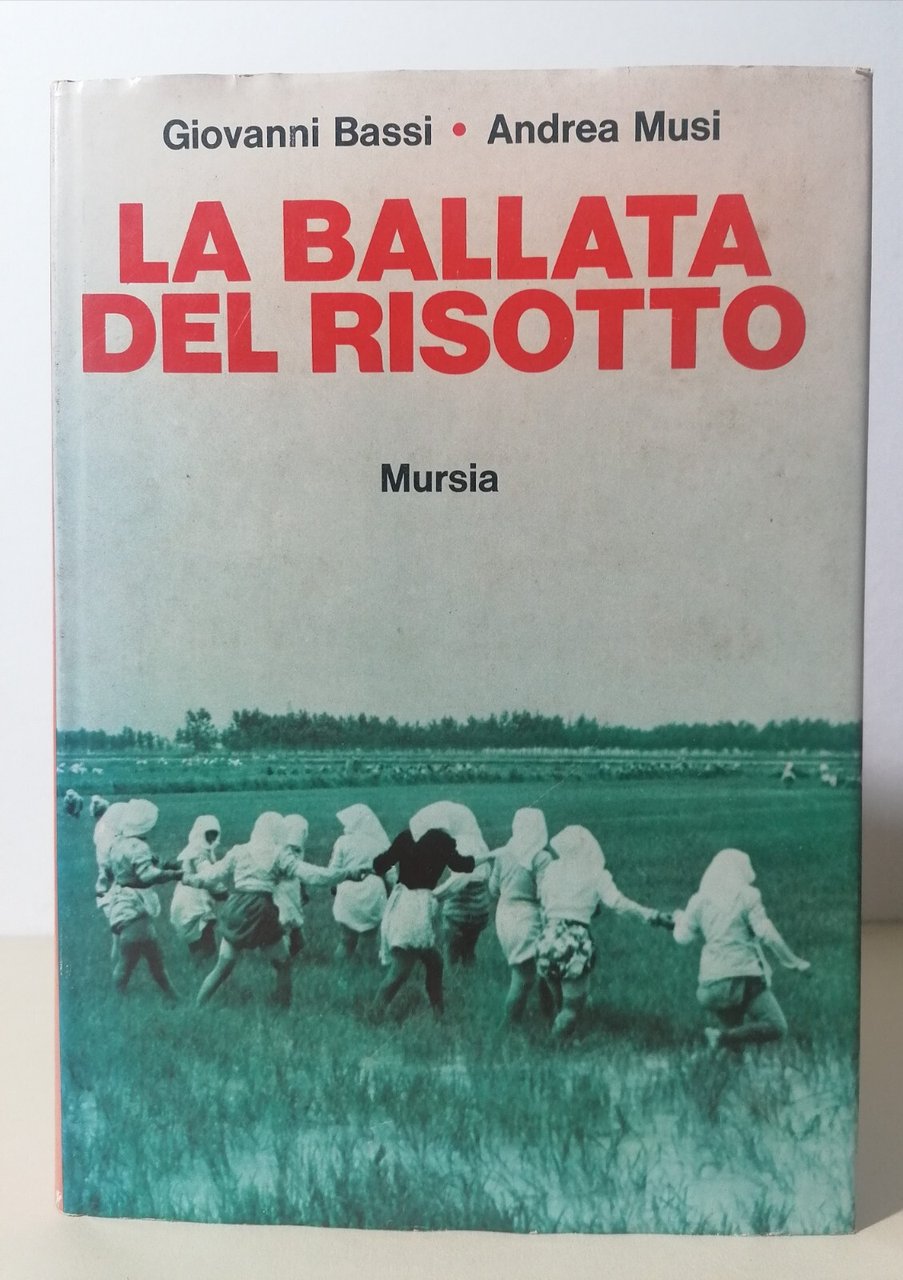 Giovanni Bassi • Andrea Musi
LA BALLATA
DEL RISOTTO
Mursia